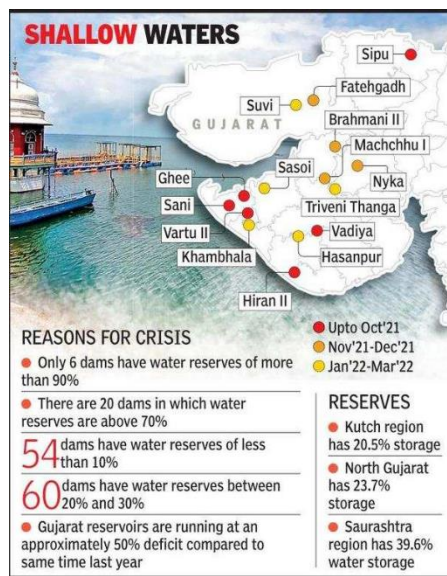 SHALLOW WATERS
Sipu
Fatehgadh
Suvi
GUJARAT
Brahmani II
Machchhu I
Sasoi
Ghee
Nyka
Sani
Triveni Thanga
Vartu II
Vadiya
Khambhala
Hasanpur
Hiran II
Upto Oct'21
Nov'21-Dec'21
Jan'22-Mar'22
REASONS FOR CRISIS
Only 6 dams have water reserves of more
than 90%
There are 20 dams in which water
reserves are above 70%
54 dams have water reserves of less
than 10%
60 dams have water reserves between
20% and 30%
Gujarat reservoirs are running at an
approximately 50% deficit compared to
same time last year
RESERVES
Kutch region
has 20.5% storage
North Gujarat
has 23.7%
storage
Saurashtra
region has 39.6%
water storage